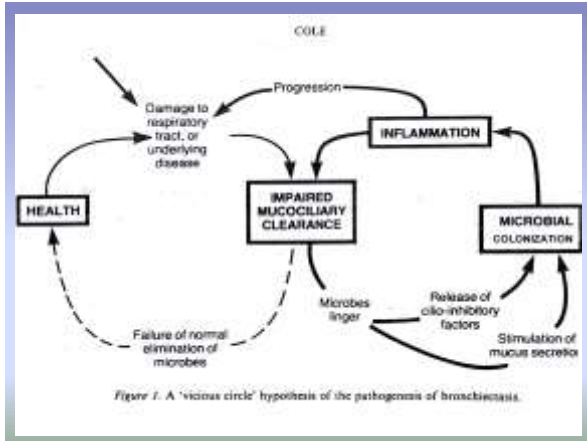 COLE
Progression
Damage to
respiratory
tract, or
underlying
disease
INFLAMMATION
HEALTH
IMPAIRED
MUCOCILIARY
CLEARANCE
MICROBIAL
COLONIZATION
Microbes
linger
Release of
cilio-inhibitory
factors
Failure of normal
elimination of
microbes
Stimulation of
mucus secretion
Figure 1. A 'vicious circle' hypothesis of the pathogenesis of bronchiectasis.